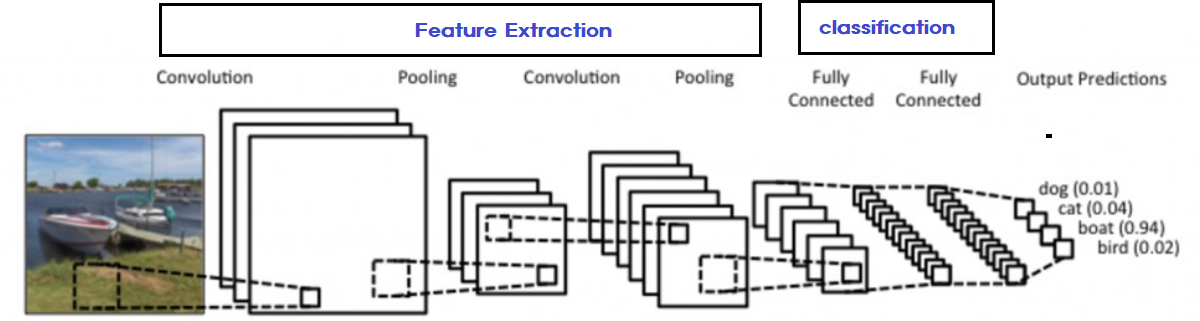 Feature Extraction
classification
Convolution
Pooling
Convolution
Pooling
Fully
Connected
Fully
Connected
Output Predictions
dog (0.01)
cat (0.04)
boat (0.94)
bird (0.02)